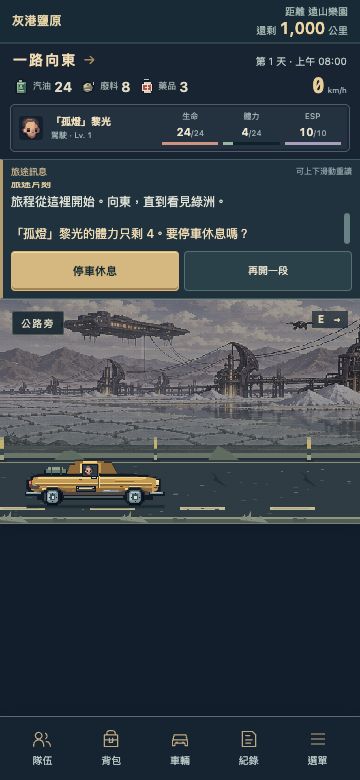 灰港鹽原
距離 遠山樂園
還剩 1,000 公里
一路向東 →
第 1 天 · 上午 08:00
汽油 24 廢料 8 藥品 3
0 km/h
「孤燈」黎光
駕駛 · Lv. 1
生命
24/24
體力
4/24
ESP
10/10
旅途訊息
可上下滑動重讀
旅途片刻
旅程從這裡開始。向東，直到看見綠洲。
「孤燈」黎光的體力只剩 4。要停車休息嗎？
停車休息
再開一段
公路旁
E →
隊伍
背包
車輛
紀錄
選單